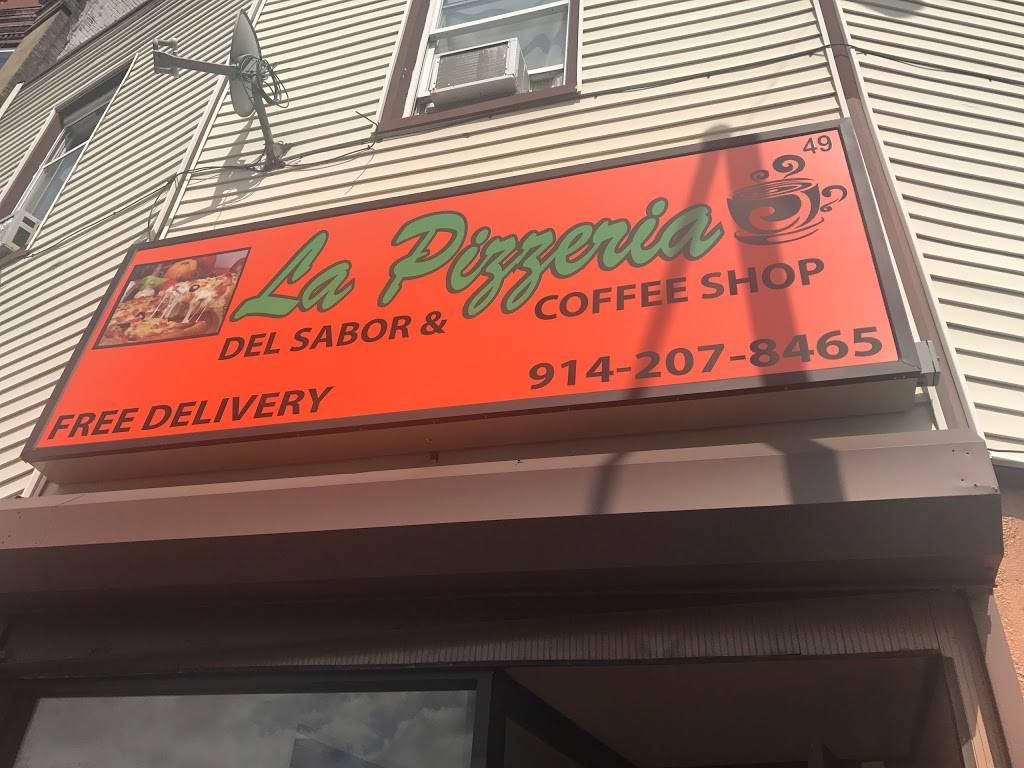 49
La Pizzeria
DEL SABOR & COFFEE SHOP
FREE DELIVERY 914-207-8465